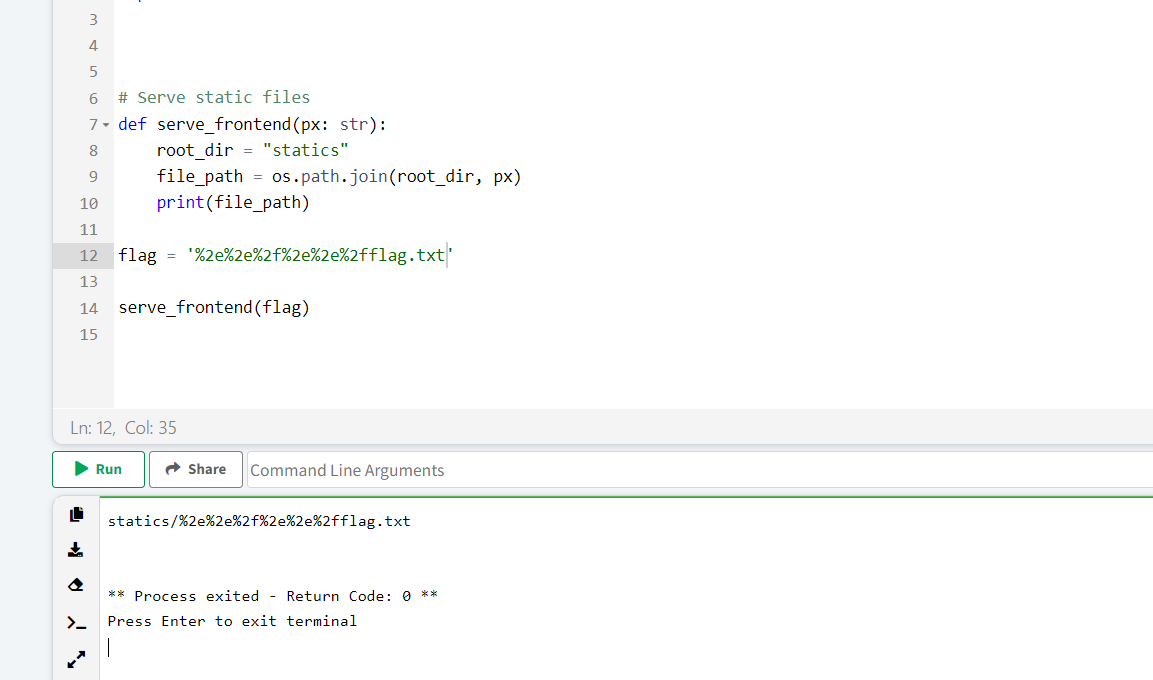 3
4
5
6 # Serve static files
7 def serve_frontend(px: str):
8 root_dir = "statics"
9 file_path = os.path.join(root_dir, px)
10 print(file_path)
11
12 flag = '%2e%2e%2f%2e%2e%2fflag.txt'
13
14 serve_frontend(flag)
15
Ln: 12, Col: 35
Run Share Command Line Arguments
statics/%2e%2e%2f%2e%2e%2fflag.txt
** Process exited - Return Code: 0 **
Press Enter to exit terminal